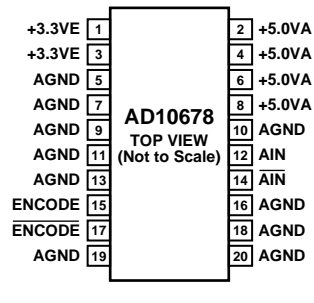 +3.3VE 1 2 +5.0VA
+3.3VE 3 4 +5.0VA
AGND 5 6 +5.0VA
AGND 7 8 +5.0VA
AD10678
AGND 9 10 AGND
TOP VIEW
AGND 11 (Not to Scale) 12 AIN
AGND 13 14 A̅I̅N̅
ENCODE 15 16 AGND
E̅N̅C̅O̅D̅E̅ 17 18 AGND
AGND 19 20 AGND